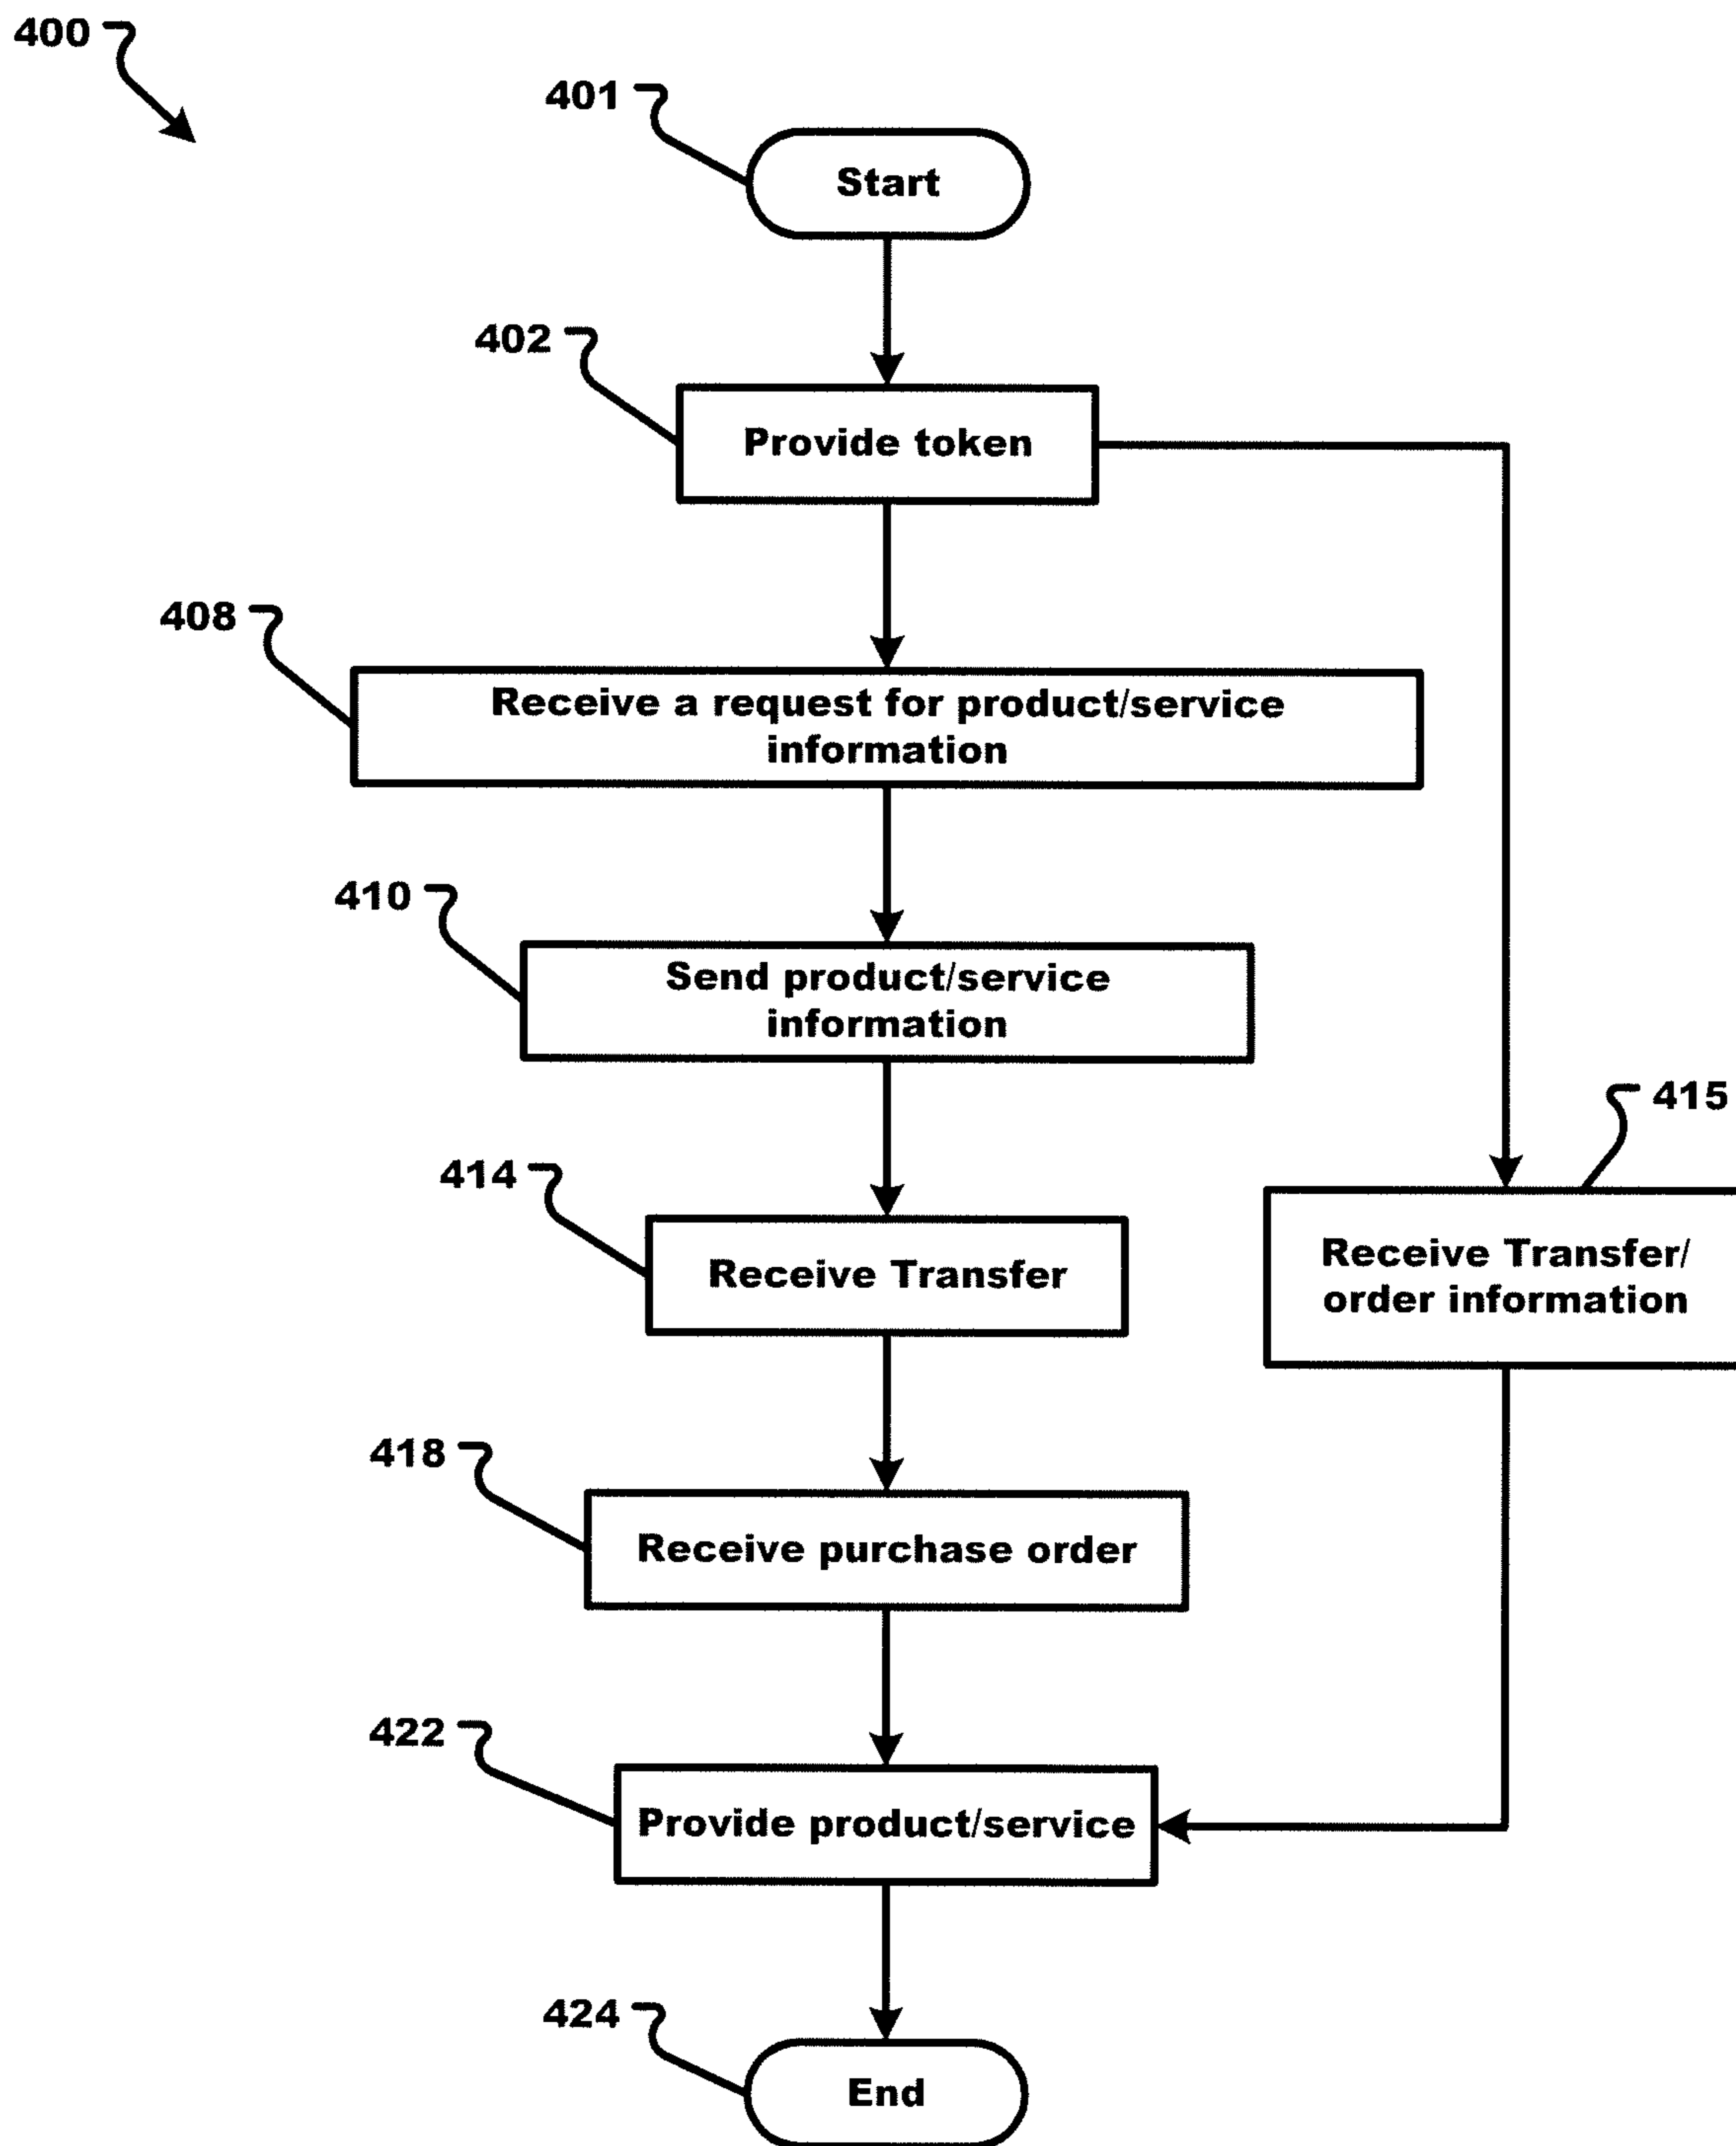 400
401
Start
402
Provide token
408
Receive a request for product/service
information
410
Send product/service
information
415
414
Receive Transfer
Receive Transfer/
order information
418
Receive purchase order
422
Provide product/service
424
End